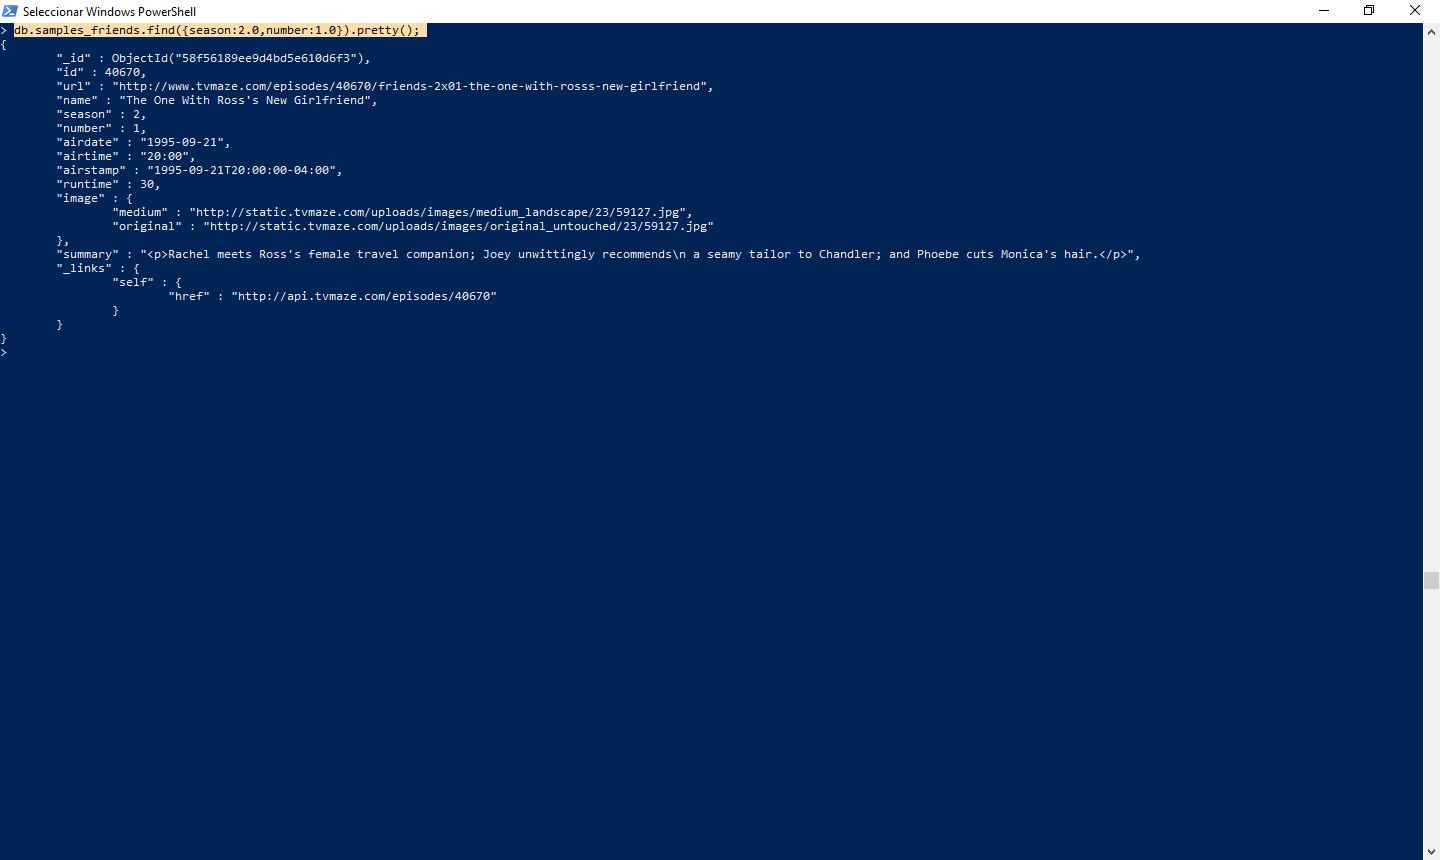 Seleccionar Windows PowerShell
> db.samples_friends.find({season:2.0,number:1.0}).pretty();
{
        "_id" : ObjectId("58f56189ee9d4bd5e610d6f3"),
        "id" : 40670,
        "url" : "http://www.tvmaze.com/episodes/40670/friends-2x01-the-one-with-rosss-new-girlfriend",
        "name" : "The One With Ross's New Girlfriend",
        "season" : 2,
        "number" : 1,
        "airdate" : "1995-09-21",
        "airtime" : "20:00",
        "airstamp" : "1995-09-21T20:00:00-04:00",
        "runtime" : 30,
        "image" : {
                "medium" : "http://static.tvmaze.com/uploads/images/medium_landscape/23/59127.jpg",
                "original" : "http://static.tvmaze.com/uploads/images/original_untouched/23/59127.jpg"
        },
        "summary" : "<p>Rachel meets Ross's female travel companion; Joey unwittingly recommends\n a seamy tailor to Chandler; and Phoebe cuts Monica's hair.</p>",
        "_links" : {
                "self" : {
                        "href" : "http://api.tvmaze.com/episodes/40670"
                }
        }
}
>